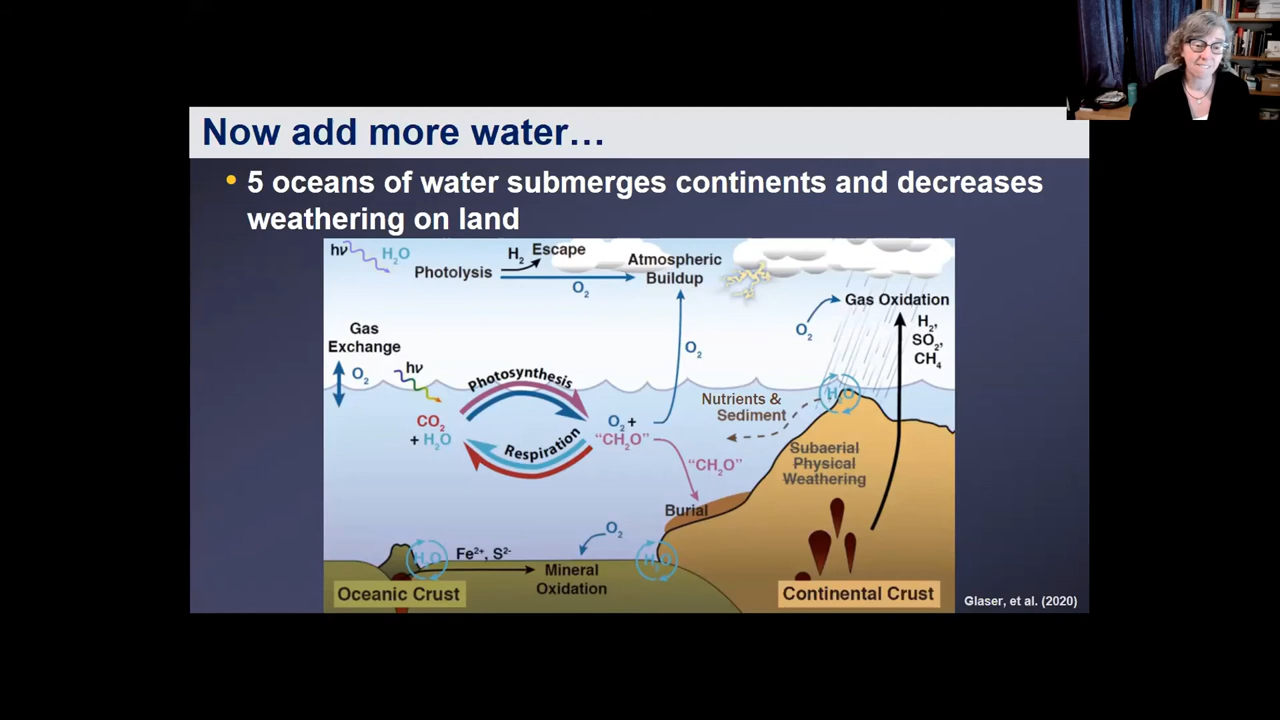 Now add more water…
• 5 oceans of water submerges continents and decreases
weathering on land
hν
H₂O
Photolysis
H₂
Escape
O₂
Atmospheric
Buildup
Gas Oxidation
O₂
H₂,
SO₂,
CH₄
Gas
Exchange
O₂
hν
Photosynthesis
O₂
CO₂
+ H₂O
Respiration
O₂ +
“CH₂O”
Nutrients &
Sediment
H₂O
“CH₂O”
Subaerial
Physical
Weathering
Burial
O₂
H₂O
Fe²⁺, S²⁻
H₂O
Mineral
Oxidation
Oceanic Crust
Continental Crust
Glaser, et al. (2020)